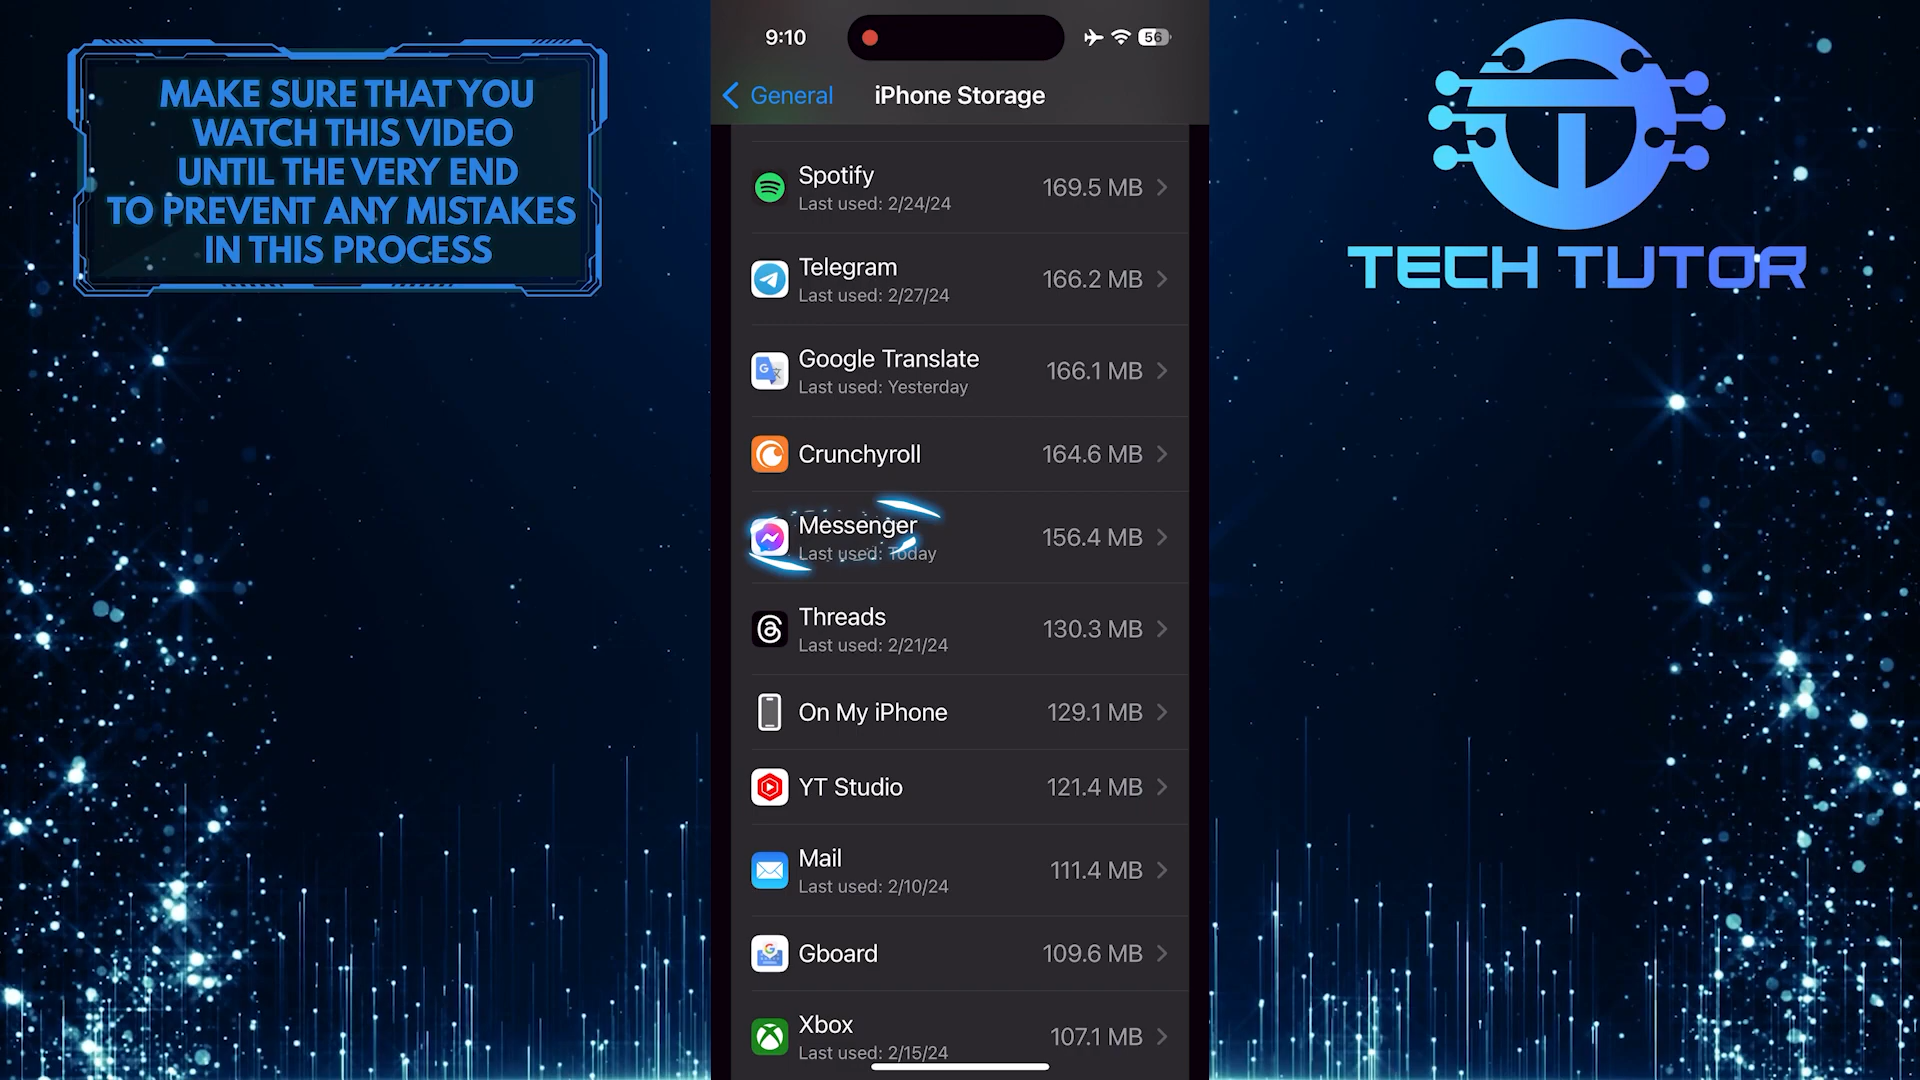 MAKE SURE THAT YOU
WATCH THIS VIDEO
UNTIL THE VERY END
TO PREVENT ANY MISTAKES
IN THIS PROCESS
9:10
56
General
iPhone Storage
Spotify
Last used: 2/24/24
169.5 MB
Telegram
Last used: 2/27/24
166.2 MB
Google Translate
Last used: Yesterday
166.1 MB
Crunchyroll
164.6 MB
Messenger
Last used: Today
156.4 MB
Threads
Last used: 2/21/24
130.3 MB
On My iPhone
129.1 MB
YT Studio
121.4 MB
Mail
Last used: 2/10/24
111.4 MB
Gboard
109.6 MB
Xbox
Last used: 2/15/24
107.1 MB
TECH TUTOR